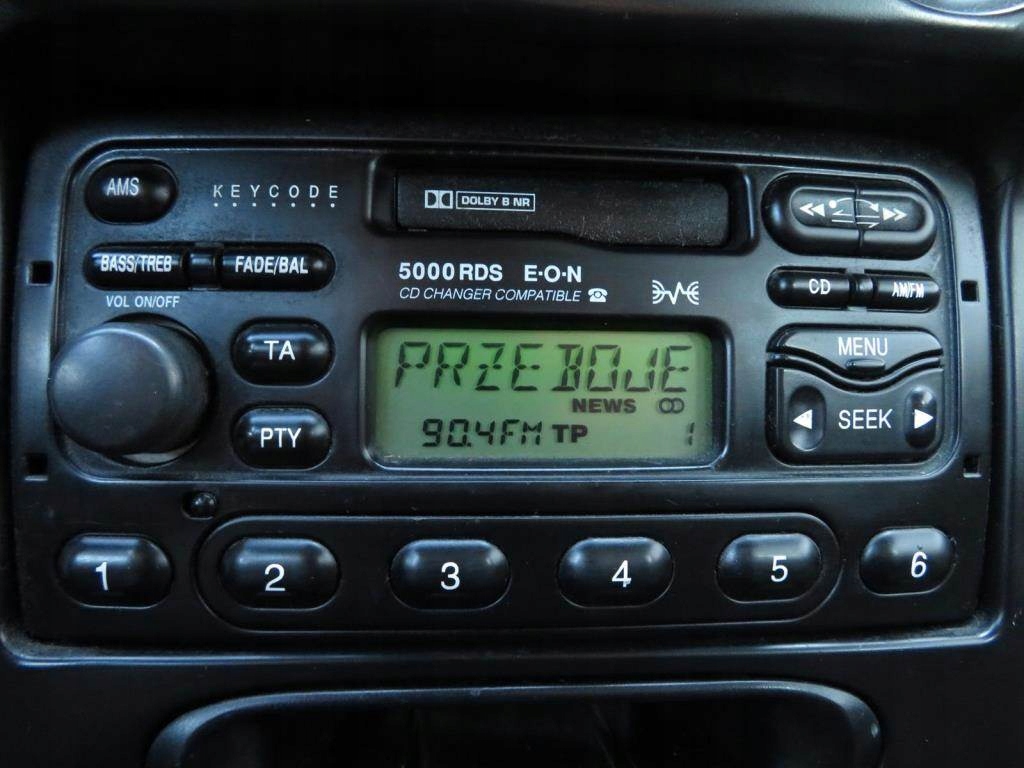 AMS
KEYCODE
DOLBY B NR
BASS/TREB FADE/BAL
5000 RDS E·O·N
CD CHANGER COMPATIBLE
CD AM/FM
VOL ON/OFF
TA
PRZEBOJE
NEWS
90.4FM TP 1
MENU
SEEK
PTY
1 2 3 4 5 6